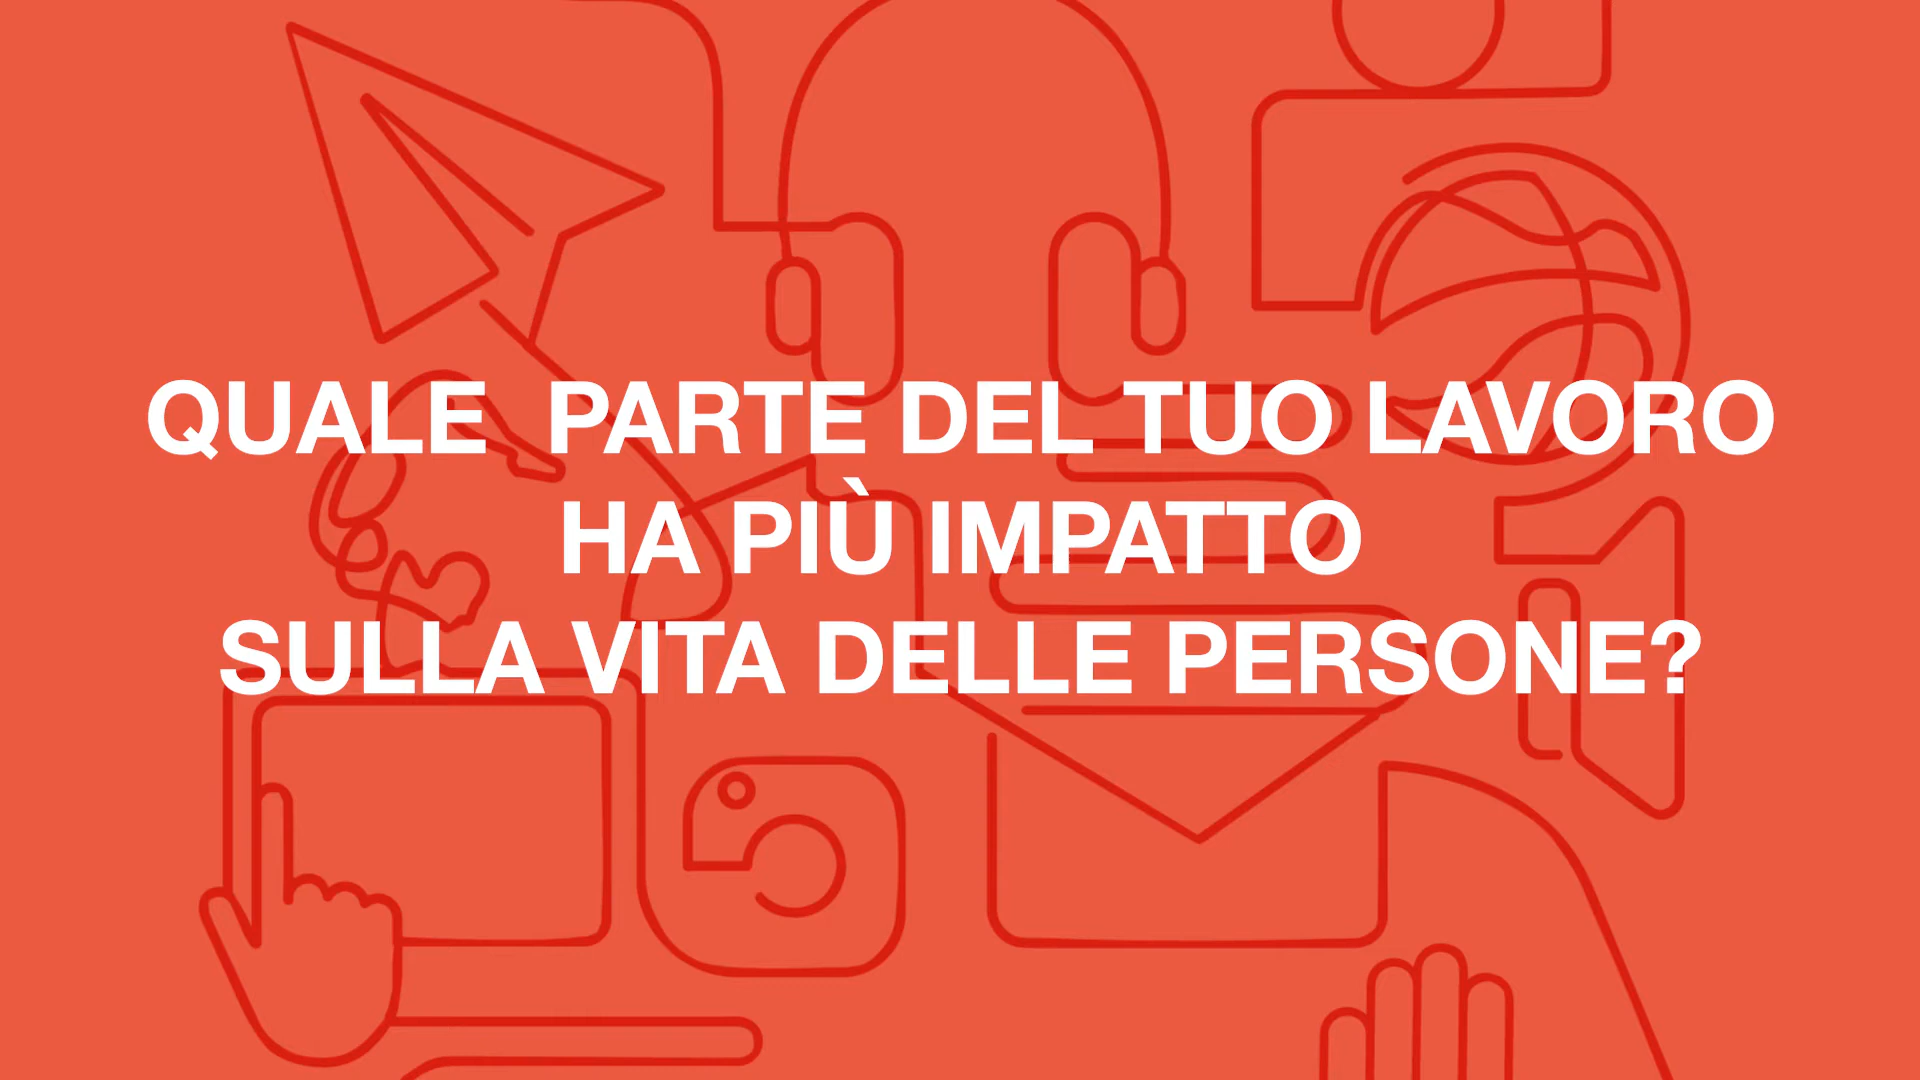 QUALE  PARTE DEL TUO LAVORO
HA PIÙ IMPATTO
SULLA VITA DELLE PERSONE?